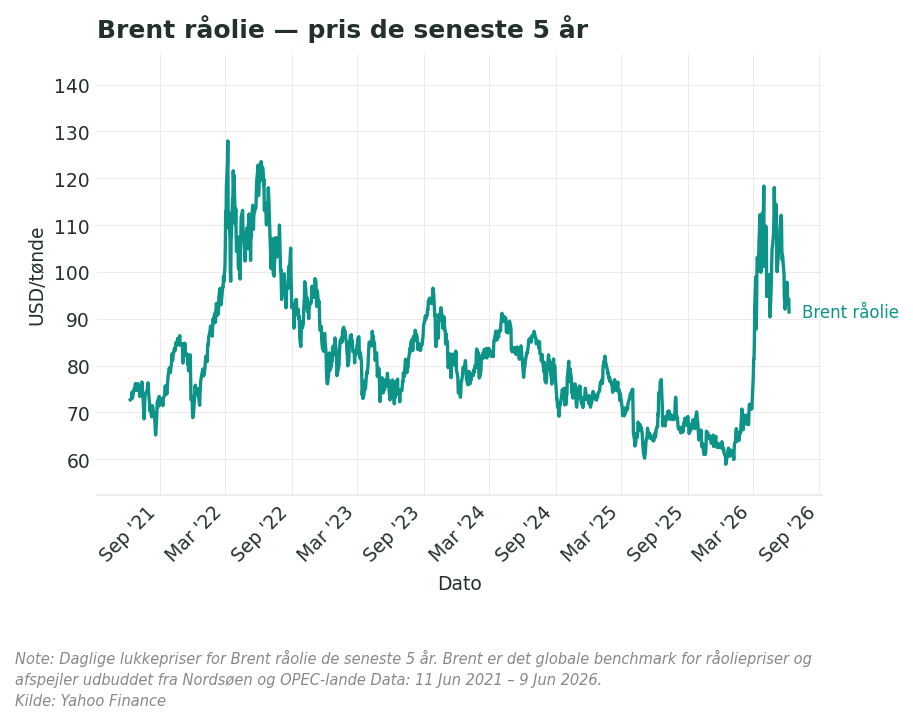 Brent råolie — pris de seneste 5 år
USD/tønde
140
130
120
110
100
90
80
70
60
Brent råolie
Sep '21
Mar '22
Sep '22
Mar '23
Sep '23
Mar '24
Sep '24
Mar '25
Sep '25
Mar '26
Sep '26
Dato
Note: Daglige lukkepriser for Brent råolie de seneste 5 år. Brent er det globale benchmark for råoliepriser og
afspejler udbuddet fra Nordsøen og OPEC-lande Data: 11 Jun 2021 – 9 Jun 2026.
Kilde: Yahoo Finance